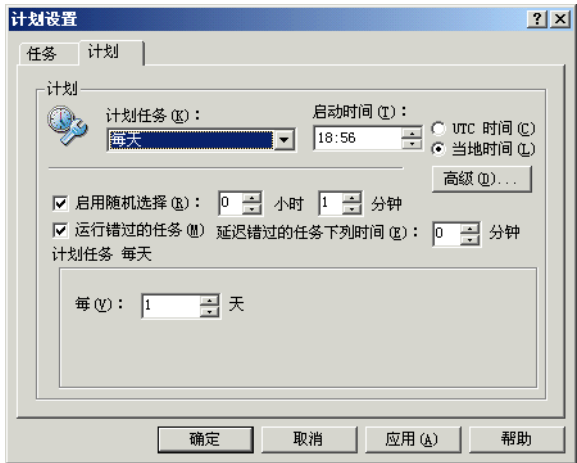 计划设置
任务 计划
计划
计划任务(K)： 启动时间(T)：
每天 18:56 UTC 时间(C)
当地时间(L)
高级(D)...
启用随机选择(R)： 0 小时 1 分钟
运行错过的任务(M) 延迟错过的任务下列时间(E)： 0 分钟
计划任务 每天
每(V)： 1 天
确定 取消 应用(A) 帮助